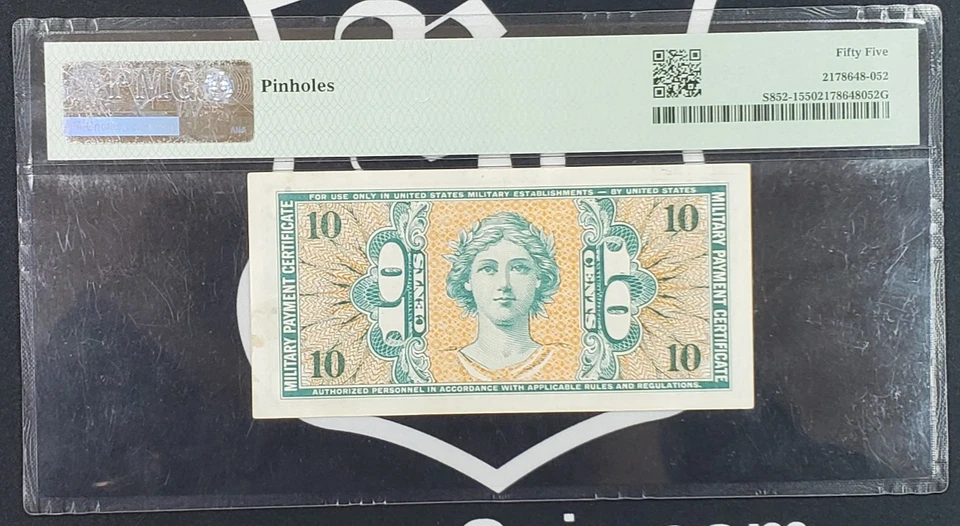 PMG
Pinholes
Fifty Five
2178648-052
S852-15502178648052G
ANA
FOR USE ONLY IN UNITED STATES MILITARY ESTABLISHMENTS — BY UNITED STATES
MILITARY PAYMENT CERTIFICATE
10
10
10
CENTS
10
CENTS
10
10
MILITARY PAYMENT CERTIFICATE
AUTHORIZED PERSONNEL IN ACCORDANCE WITH APPLICABLE RULES AND REGULATIONS.